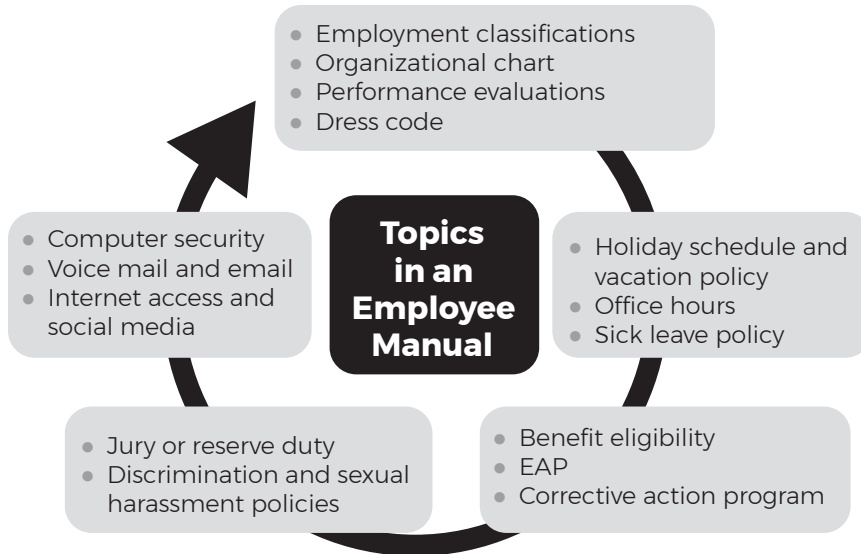 • Employment classifications
• Organizational chart
• Performance evaluations
• Dress code
Topics
in an
Employee
Manual
• Holiday schedule and
vacation policy
• Office hours
• Sick leave policy
• Benefit eligibility
• EAP
• Corrective action program
• Jury or reserve duty
• Discrimination and sexual
harassment policies
• Computer security
• Voice mail and email
• Internet access and
social media